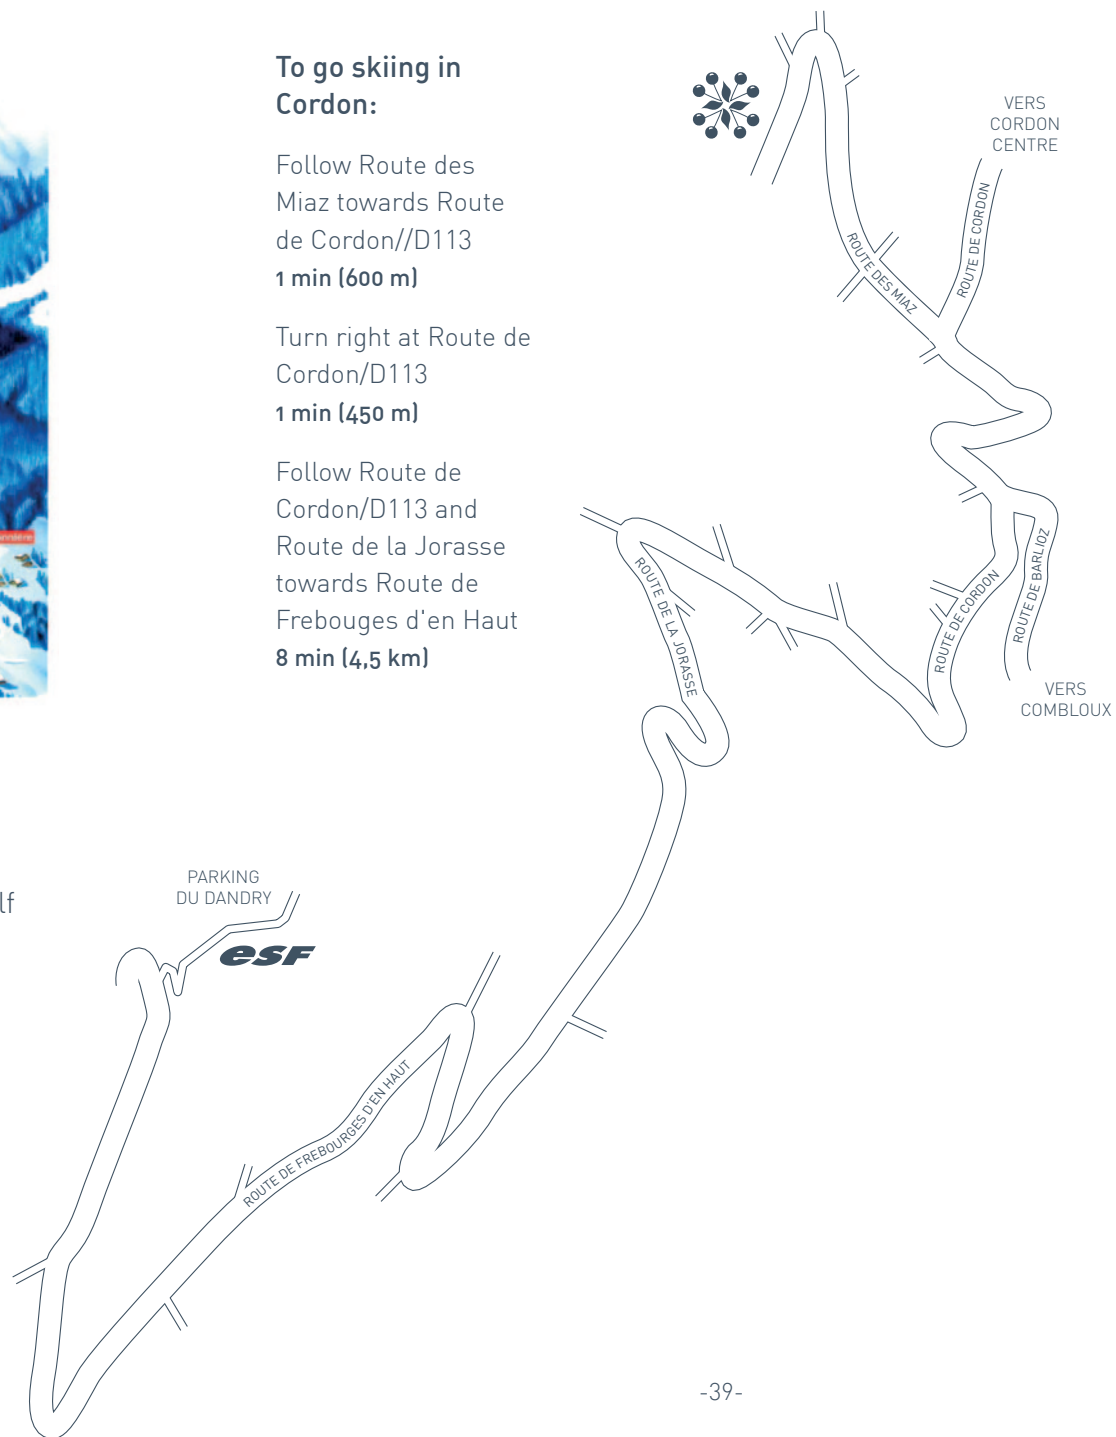 To go skiing in
Cordon:
Follow Route des
Miaz towards Route
de Cordon//D113
1 min (600 m)
Turn right at Route de
Cordon/D113
1 min (450 m)
Follow Route de
Cordon/D113 and
Route de la Jorasse
towards Route de
Frebouges d'en Haut
8 min (4,5 km)
VERS
CORDON
CENTRE
ROUTE DE CORDON
ROUTE DES MIAZ
ROUTE DE BARLIOZ
ROUTE DE CORDON
ROUTE DE LA JORASSE
VERS
COMBLOUX
PARKING
DU DANDRY
esf
lf
ROUTE DE FREBOURGES D'EN HAUT
-39-